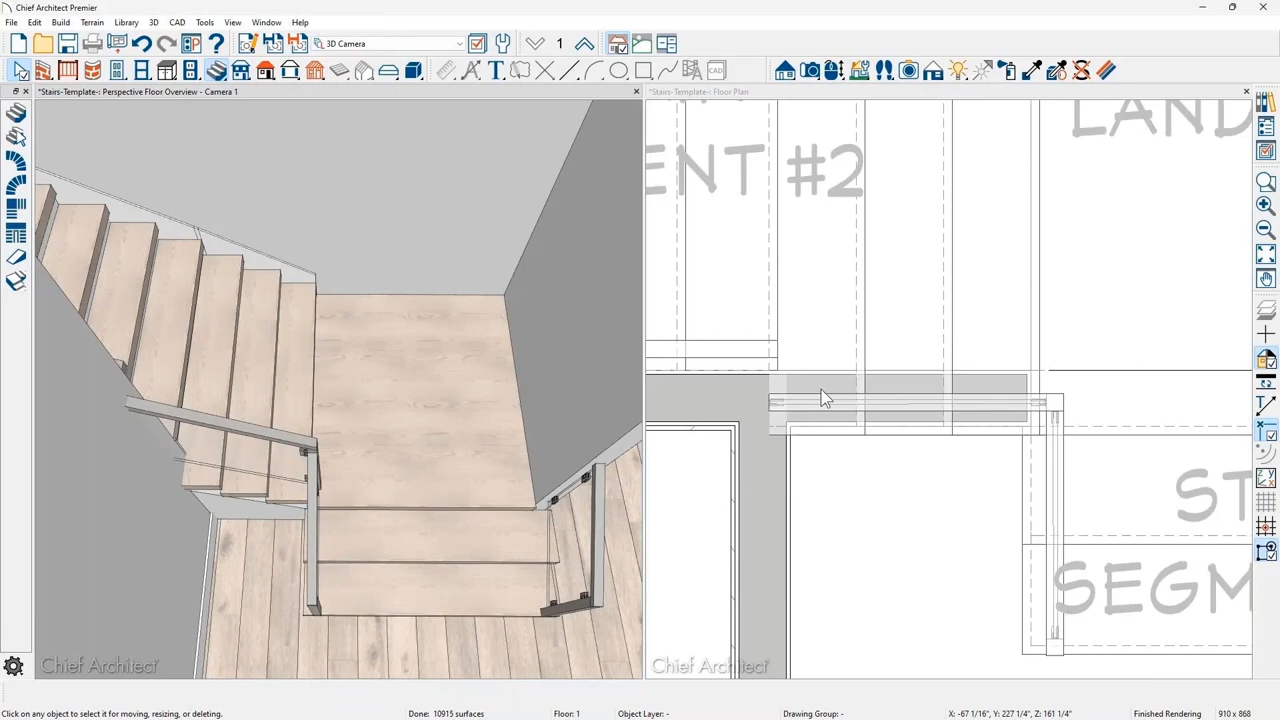 Chief Architect Premier
File Edit Build Terrain Library 3D CAD Tools View Window Help
3D Camera
1
T
CAD
*Stairs-Template-: Perspective Floor Overview - Camera 1
*Stairs-Template-: Floor Plan
LAND
ENT #2
ST
SEGM
Chief Architect
Chief Architect
Click on any object to select it for moving, resizing, or deleting.
Done: 10915 surfaces
Floor: 1
Object Layer: -
Drawing Group: -
X: -67 1/16", Y: 227 1/4", Z: 161 1/4"
Finished Rendering
910 x 868